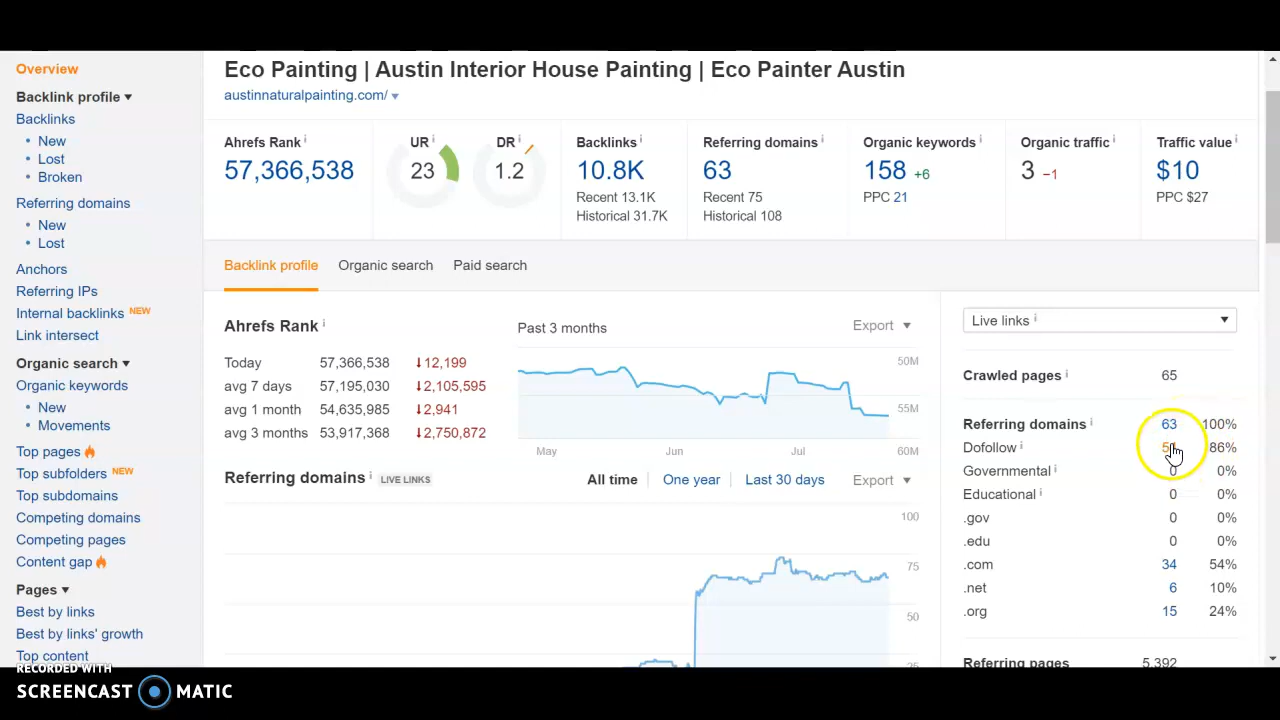 Overview
Backlink profile
Backlinks
New
Lost
Broken
Referring domains
New
Lost
Anchors
Referring IPs
Internal backlinks NEW
Link intersect
Organic search
Organic keywords
New
Movements
Top pages
Top subfolders NEW
Top subdomains
Competing domains
Competing pages
Content gap
Pages
Best by links
Best by links' growth
Top content
Eco Painting | Austin Interior House Painting | Eco Painter Austin
austinnaturalpainting.com/
Ahrefs Rank i
57,366,538
UR i
23
DR i
1.2
Backlinks i
10.8K
Recent 13.1K
Historical 31.7K
Referring domains i
63
Recent 75
Historical 108
Organic keywords i
158 +6
PPC 21
Organic traffic i
3 −1
Traffic value i
$10
PPC $27
Backlink profile Organic search Paid search
Ahrefs Rank i
Today 57,366,538 ↓12,199
avg 7 days 57,195,030 ↓2,105,595
avg 1 month 54,635,985 ↓2,941
avg 3 months 53,917,368 ↓2,750,872
Past 3 months Export
50M
55M
60M
May Jun Jul
Referring domains i LIVE LINKS All time One year Last 30 days Export
100
75
50
25
Live links i
Crawled pages i 65
Referring domains i 63 100%
Dofollow i 86%
Governmental i 0 0%
Educational i 0 0%
.gov 0 0%
.edu 0 0%
.com 34 54%
.net 6 10%
.org 15 24%
Referring pages 5,392
RECORDED WITH
SCREENCAST MATIC